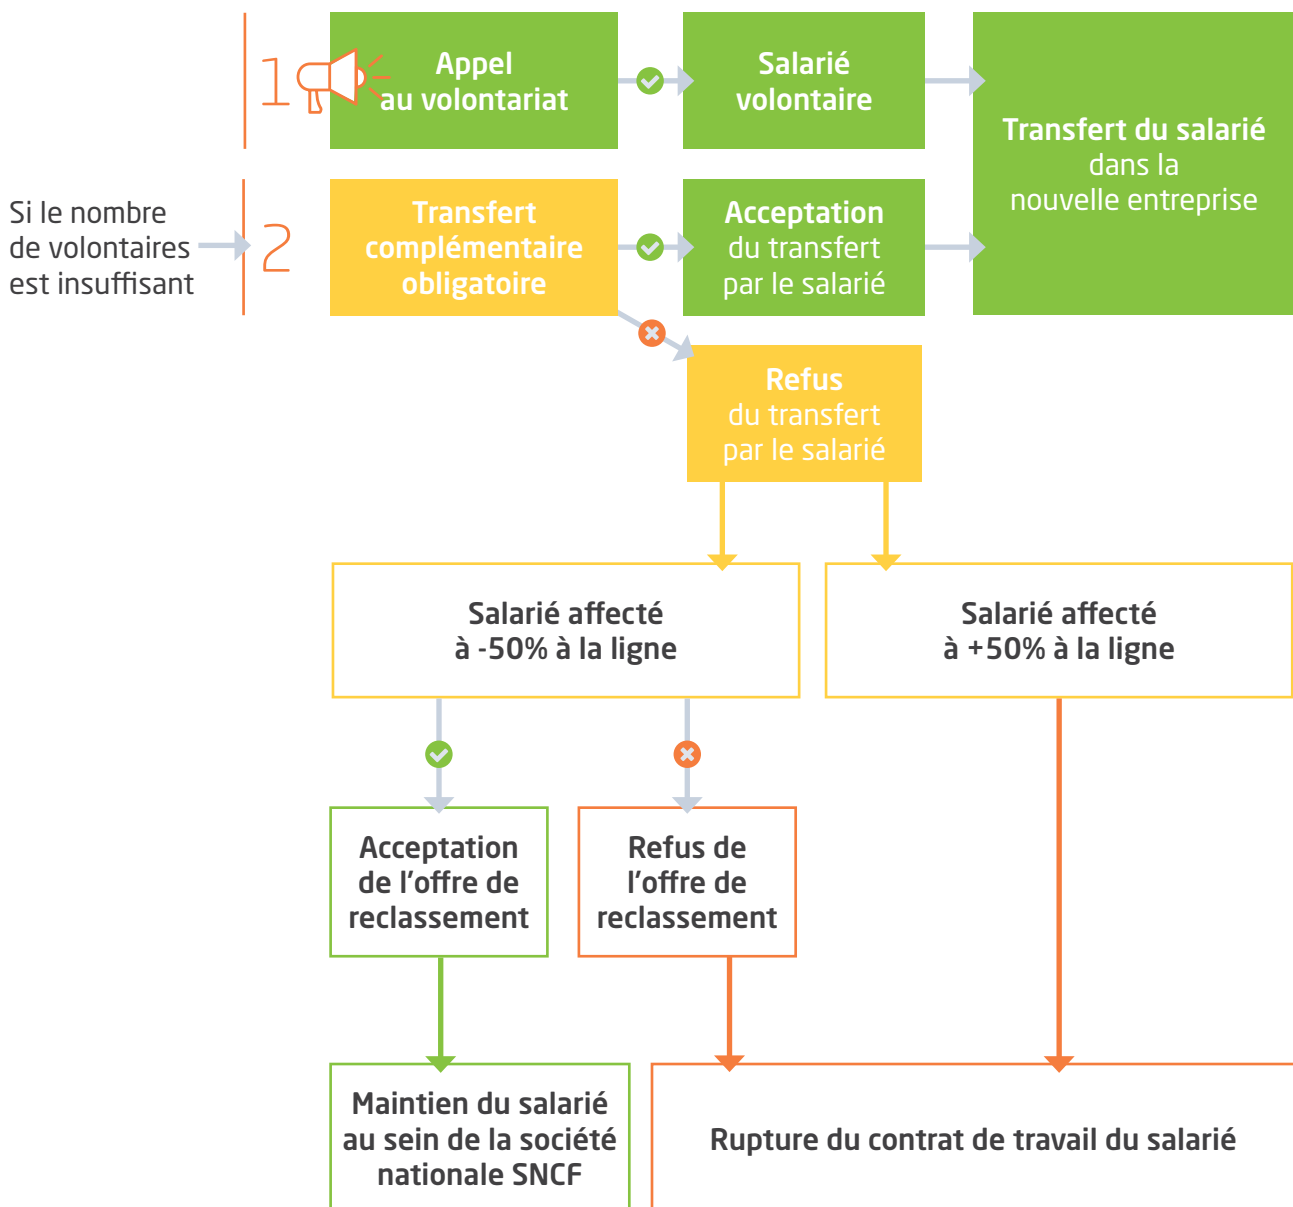 1
Appel
au volontariat
Salarié
volontaire
Transfert du salarié
dans la
nouvelle entreprise
Si le nombre
de volontaires
est insuffisant
2
Transfert
complémentaire
obligatoire
Acceptation
du transfert
par le salarié
Refus
du transfert
par le salarié
Salarié affecté
à -50% à la ligne
Salarié affecté
à +50% à la ligne
Acceptation
de l'offre de
reclassement
Refus de
l'offre de
reclassement
Maintien du salarié
au sein de la société
nationale SNCF
Rupture du contrat de travail du salarié